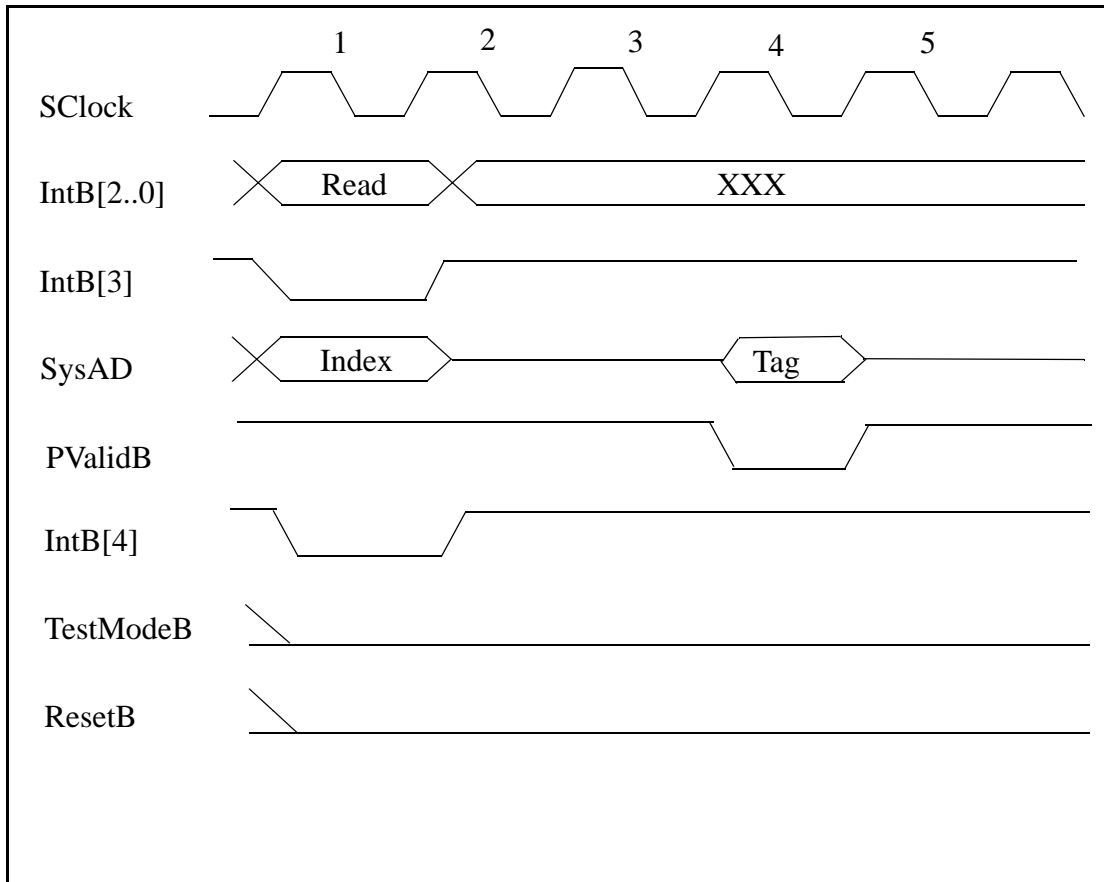 1 2 3 4 5
SClock
IntB[2..0] Read XXX
IntB[3]
SysAD Index Tag
PValidB
IntB[4]
TestModeB
ResetB